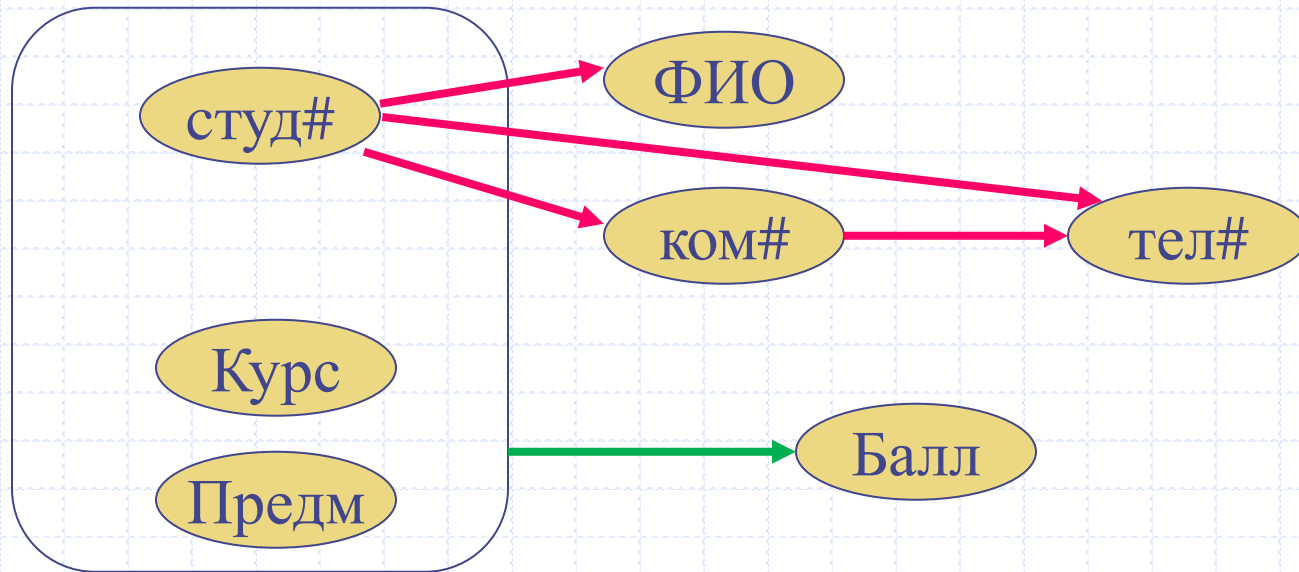 студ#
ФИО
ком#
тел#
Курс
Балл
Предм